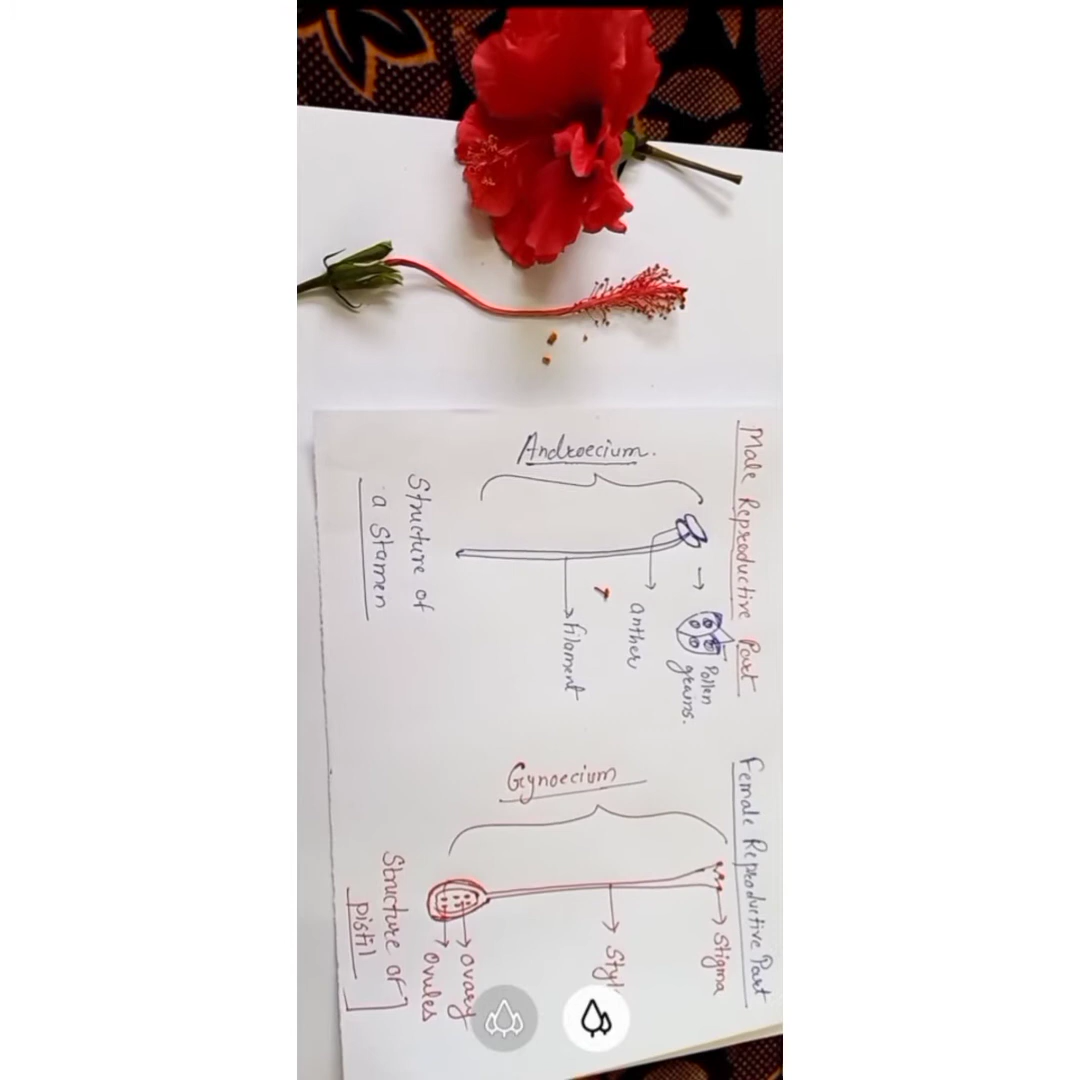 Male Reproductive Part
Androecium.
Pollen
grains.
anther
filament
Structure of
a Stamen
Female Reproductive Part
Gynoecium
Stigma
Styl
ovary
ovules
Structure of
Pistil